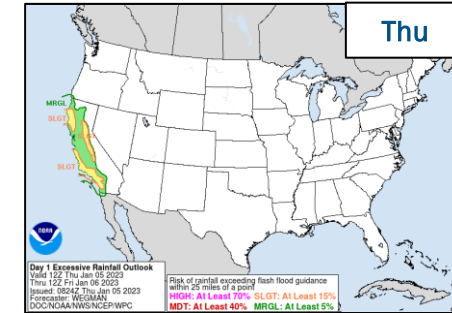 Thu
MRGL
SLGT
SLGT
SLGT
NOAA
Day 1 Excessive Rainfall Outlook
Valid 12Z Thu Jan 05 2023
Thru 12Z Fri Jan 06 2023
Issued: 0824Z Thu Jan 05 2023
Forecaster: WEGMAN
DOC/NOAA/NWS/NCEP/WPC
Risk of rainfall exceeding flash flood guidance
within 25 miles of a point
HIGH: At Least 70% SLGT: At Least 15%
MDT: At Least 40% MRGL: At Least 5%